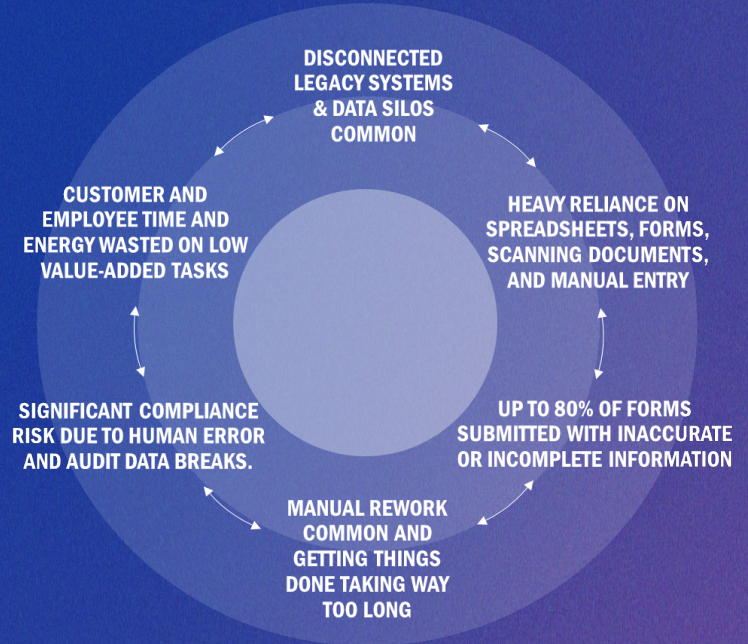 DISCONNECTED
LEGACY SYSTEMS
& DATA SILOS
COMMON
HEAVY RELIANCE ON
SPREADSHEETS, FORMS,
SCANNING DOCUMENTS,
AND MANUAL ENTRY
UP TO 80% OF FORMS
SUBMITTED WITH INACCURATE
OR INCOMPLETE INFORMATION
MANUAL REWORK
COMMON AND
GETTING THINGS
DONE TAKING WAY
TOO LONG
SIGNIFICANT COMPLIANCE
RISK DUE TO HUMAN ERROR
AND AUDIT DATA BREAKS.
CUSTOMER AND
EMPLOYEE TIME AND
ENERGY WASTED ON LOW
VALUE-ADDED TASKS